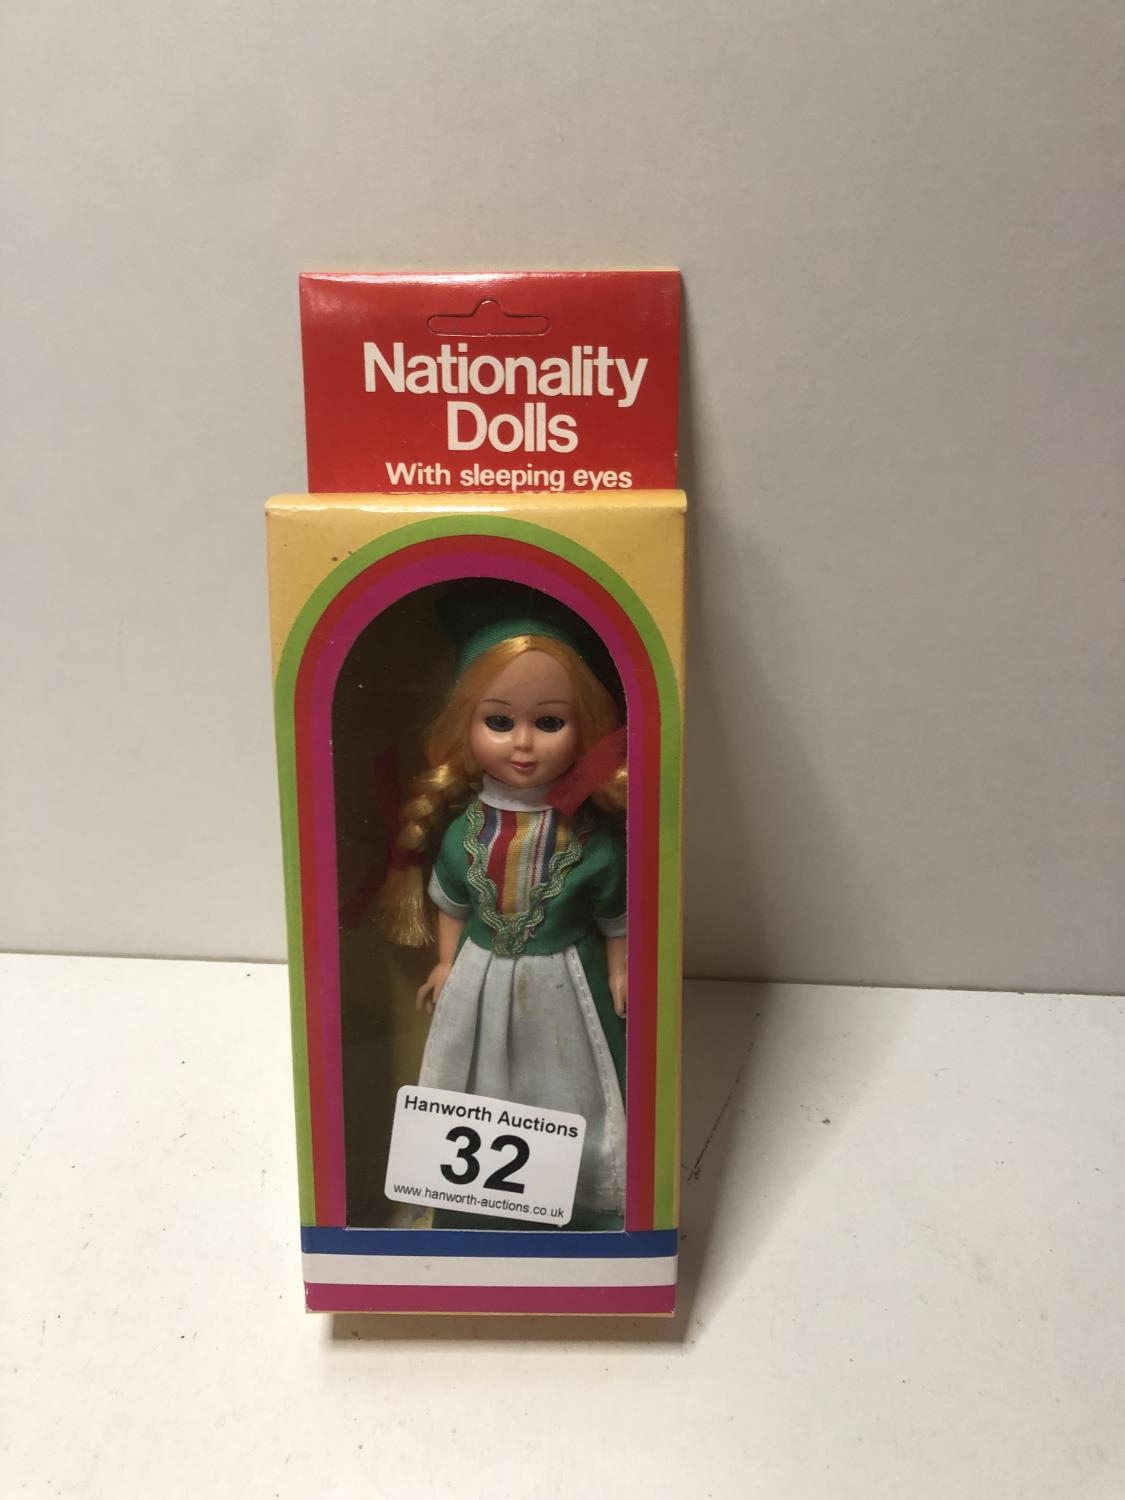 Nationality
Dolls
With sleeping eyes
Hanworth Auctions
32
www.hanworth-auctions.co.uk